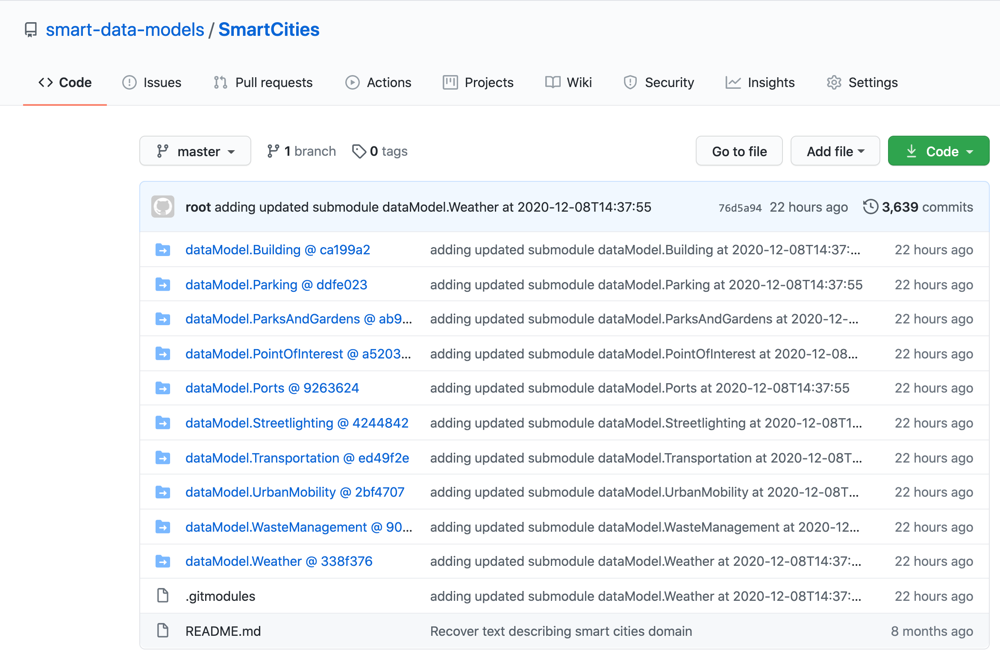 smart-data-models / SmartCities
Code Issues Pull requests Actions Projects Wiki Security Insights Settings
master 1 branch 0 tags Go to file Add file Code
root adding updated submodule dataModel.Weather at 2020-12-08T14:37:55 76d5a94 22 hours ago 3,639 commits
dataModel.Building @ ca199a2 adding updated submodule dataModel.Building at 2020-12-08T14:37:... 22 hours ago
dataModel.Parking @ ddfe023 adding updated submodule dataModel.Parking at 2020-12-08T14:37:55 22 hours ago
dataModel.ParksAndGardens @ ab9... adding updated submodule dataModel.ParksAndGardens at 2020-12-... 22 hours ago
dataModel.PointOfInterest @ a5203... adding updated submodule dataModel.PointOfInterest at 2020-12-08... 22 hours ago
dataModel.Ports @ 9263624 adding updated submodule dataModel.Ports at 2020-12-08T14:37:55 22 hours ago
dataModel.Streetlighting @ 4244842 adding updated submodule dataModel.Streetlighting at 2020-12-08T1... 22 hours ago
dataModel.Transportation @ ed49f2e adding updated submodule dataModel.Transportation at 2020-12-08T... 22 hours ago
dataModel.UrbanMobility @ 2bf4707 adding updated submodule dataModel.UrbanMobility at 2020-12-08T... 22 hours ago
dataModel.WasteManagement @ 90... adding updated submodule dataModel.WasteManagement at 2020-12... 22 hours ago
dataModel.Weather @ 338f376 adding updated submodule dataModel.Weather at 2020-12-08T14:37:... 22 hours ago
.gitmodules adding updated submodule dataModel.Weather at 2020-12-08T14:37:... 22 hours ago
README.md Recover text describing smart cities domain 8 months ago